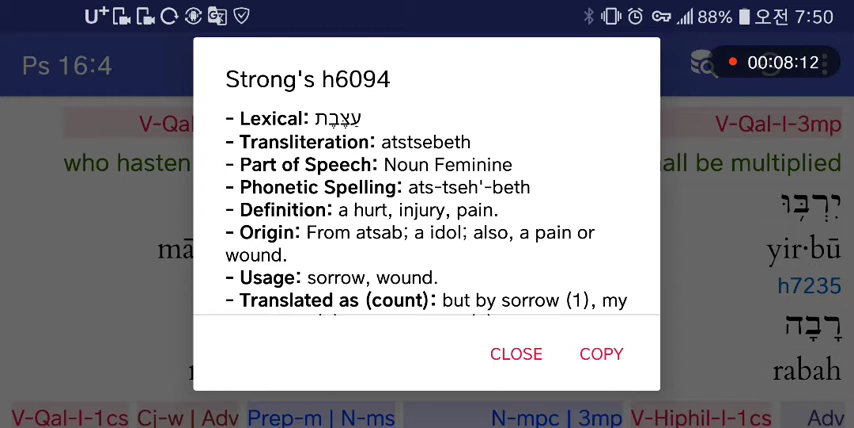 U+ 88% 오전 7:50
Ps 16:4
00:08:12
Strong's h6094
- Lexical: עַצֶּבֶת
- Transliteration: atstsebeth
- Part of Speech: Noun Feminine
- Phonetic Spelling: ats-tseh'-beth
- Definition: a hurt, injury, pain.
- Origin: From atsab; a idol; also, a pain or
wound.
- Usage: sorrow, wound.
- Translated as (count): but by sorrow (1), my
CLOSE COPY
V-Qal V-Qal-I-3mp
who hasten all be multiplied
יִרְבּ֥וּ
mā yir·bū
h7235
רָבָה
rabah
V-Qal-I-1cs Cj-w | Adv Prep-m | N-ms N-mpc | 3mp V-Hiphil-I-1cs Adv